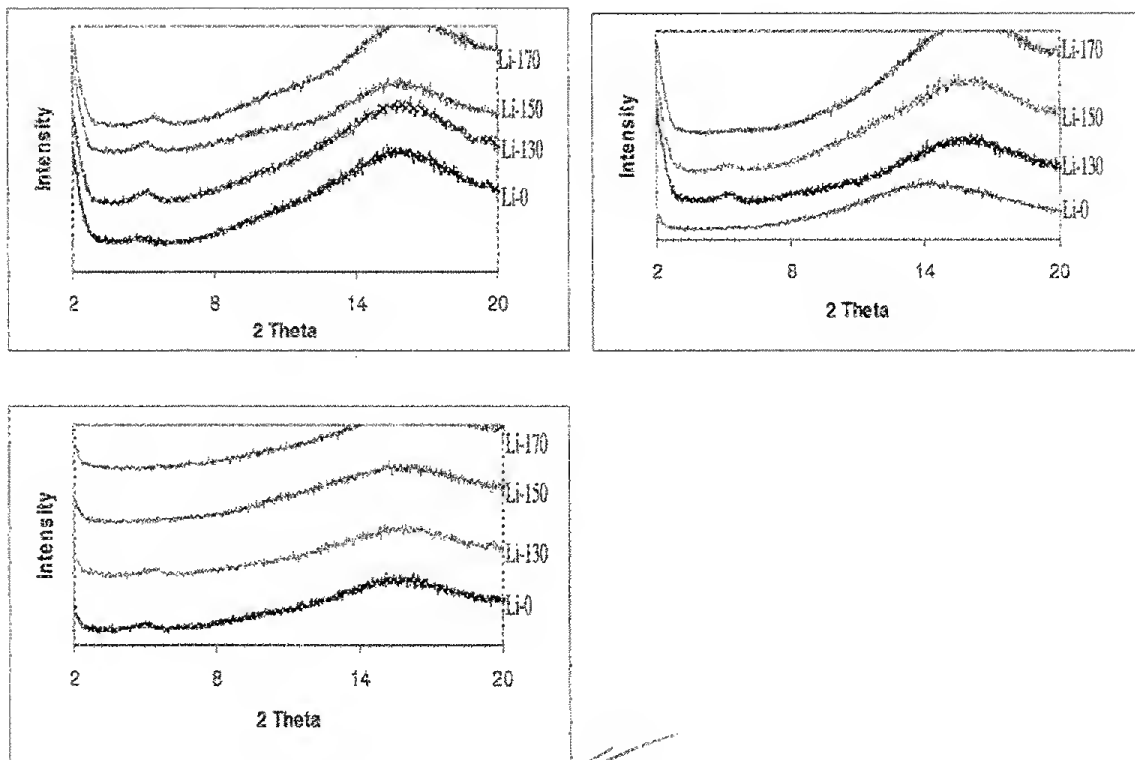 Intensity
Li-170
Li-150
Li-130
Li-0
2 8 14 20
2 Theta
Intensity
Li-170
Li-150
Li-130
Li-0
2 8 14 20
2 Theta
Intensity
Li-170
Li-150
Li-130
Li-0
2 8 14 20
2 Theta